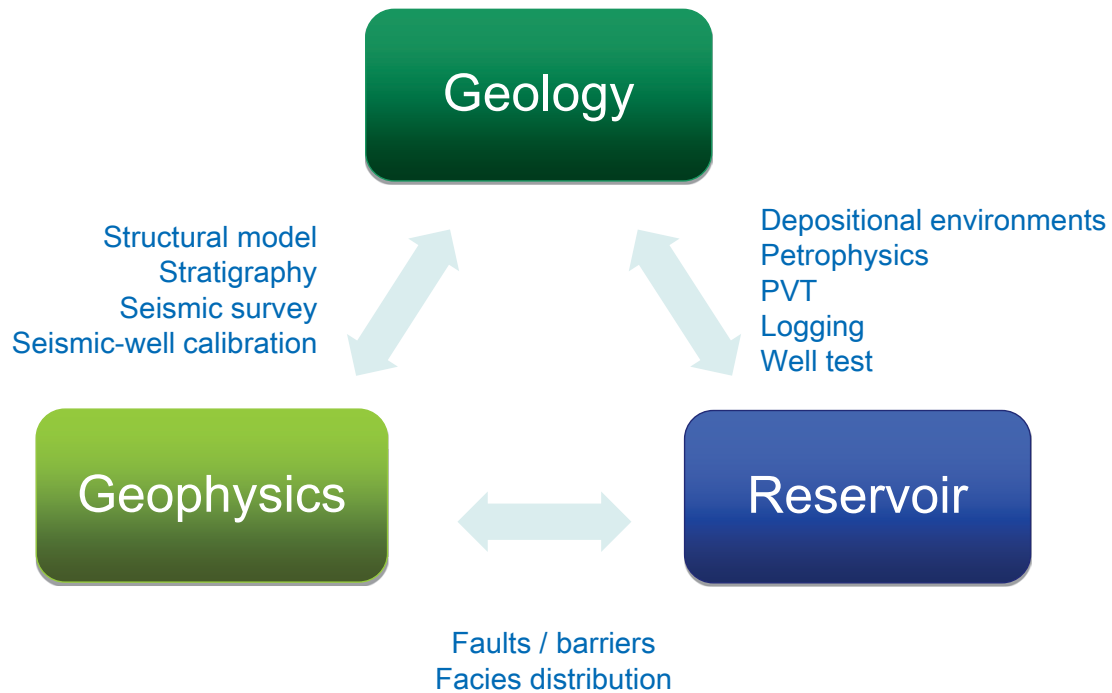 Geology
Structural model
Stratigraphy
Seismic survey
Seismic-well calibration
Depositional environments
Petrophysics
PVT
Logging
Well test
Geophysics
Reservoir
Faults / barriers
Facies distribution